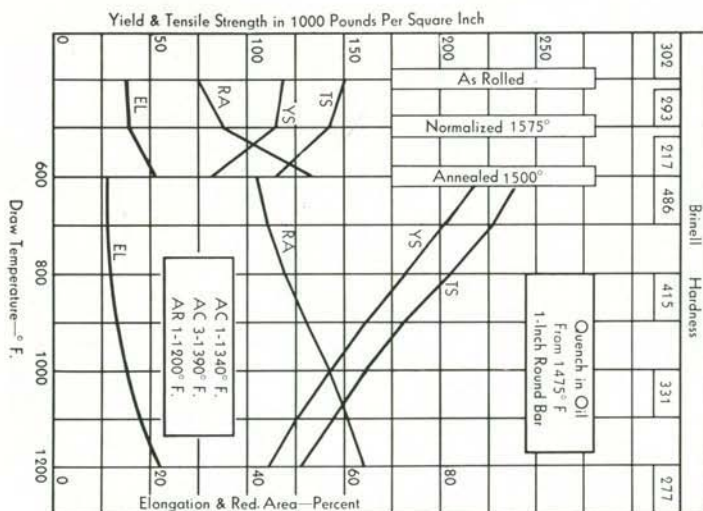 Yield & Tensile Strength in 1000 Pounds Per Square Inch
0
50
100
150
200
250
302
293
217
486
415
331
277
Brinell Hardness
As Rolled
Normalized 1575°
Annealed 1500°
EL
RA
YS
TS
EL
RA
YS
TS
600
800
1000
1200
Draw Temperature—° F.
AC 1-1340° F.
AC 3-1390° F.
AR 1-1200° F.
Quench in Oil
From 1475° F
1-Inch Round Bar
0
20
40
60
80
Elongation & Red. Area—Percent